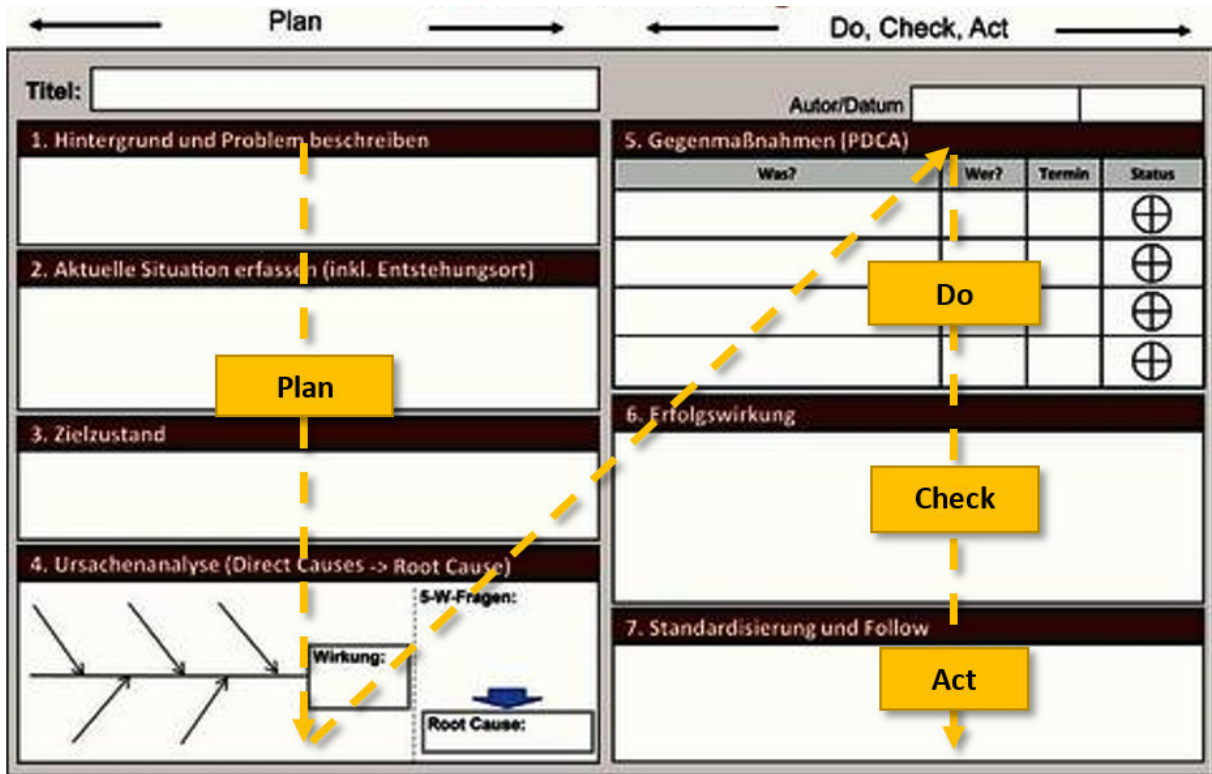 Plan
Do, Check, Act
Titel:
Autor/Datum
1. Hintergrund und Problem beschreiben
2. Aktuelle Situation erfassen (inkl. Entstehungsort)
Plan
3. Zielzustand
4. Ursachenanalyse (Direct Causes -> Root Cause)
5-W-Fragen:
Wirkung:
Root Cause:
5. Gegenmaßnahmen (PDCA)
Was? Wer? Termin Status
Do
6. Erfolgswirkung
Check
7. Standardisierung und Follow
Act